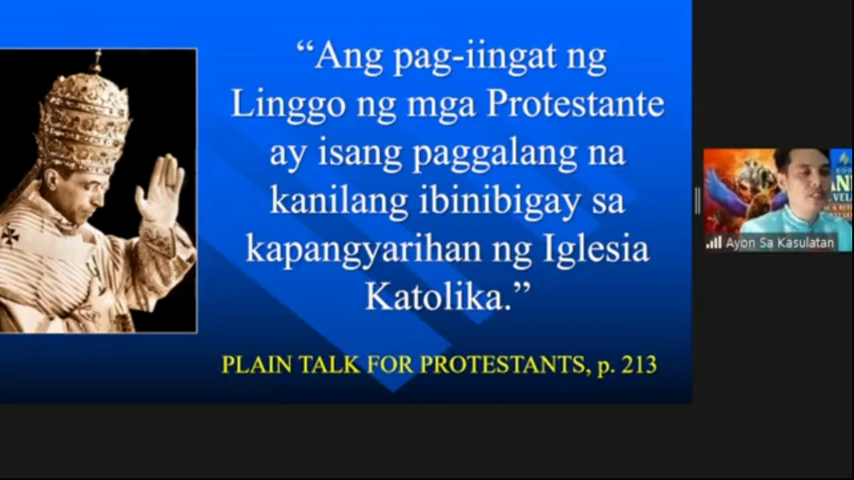 “Ang pag-iingat ng
Linggo ng mga Protestante
ay isang paggalang na
kanilang ibinibigay sa
kapangyarihan ng Iglesia
Katolika.”
PLAIN TALK FOR PROTESTANTS, p. 213
Ayon Sa Kasulatan